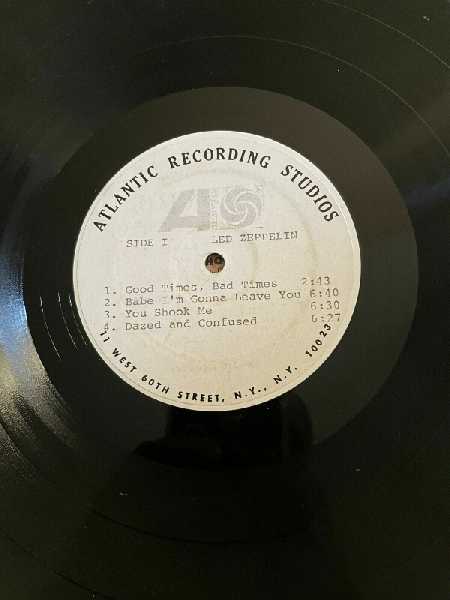 ATLANTIC RECORDING STUDIOS
SIDE I LED ZEPPELIN
1. Good Times, Bad Times 2:43
2. Babe I'm Gonna Leave You 6:40
3. You Shook Me 6:30
4. Dazed and Confused 6:27
11 WEST 60TH STREET, N.Y., N.Y. 10023